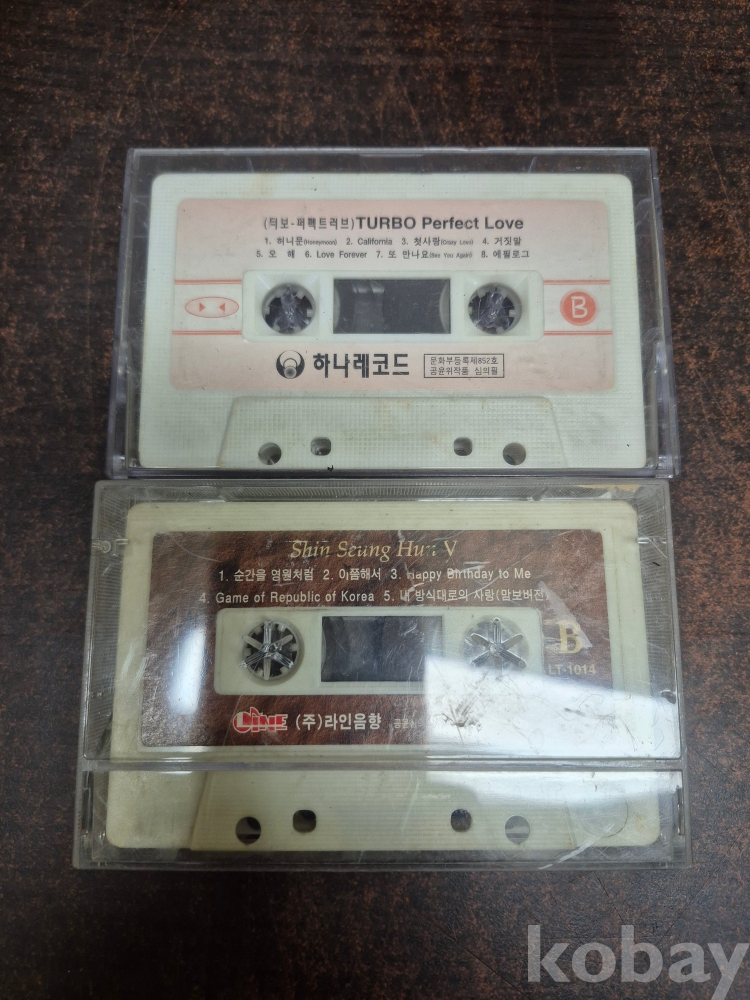 (터보-퍼펙트러브)TURBO Perfect Love
1. 허니문(Honeymoon) 2. California 3. 첫사랑(Crazy Love) 4. 거짓말
5. 오 해 6. Love Forever 7. 또 만나요(See You Again) 8. 에필로그
B
하나레코드
문화부등록제852호
공윤위작품 심의필
Shin Seung Hun V
1. 순간을 영원처럼 2. 어쯤해서 3. Happy Birthday to Me
4. Game of Republic of Korea 5. 내 방식대로의 사랑(맘보버전)
B
LT-1014
LINE (주)라인음향
kobay